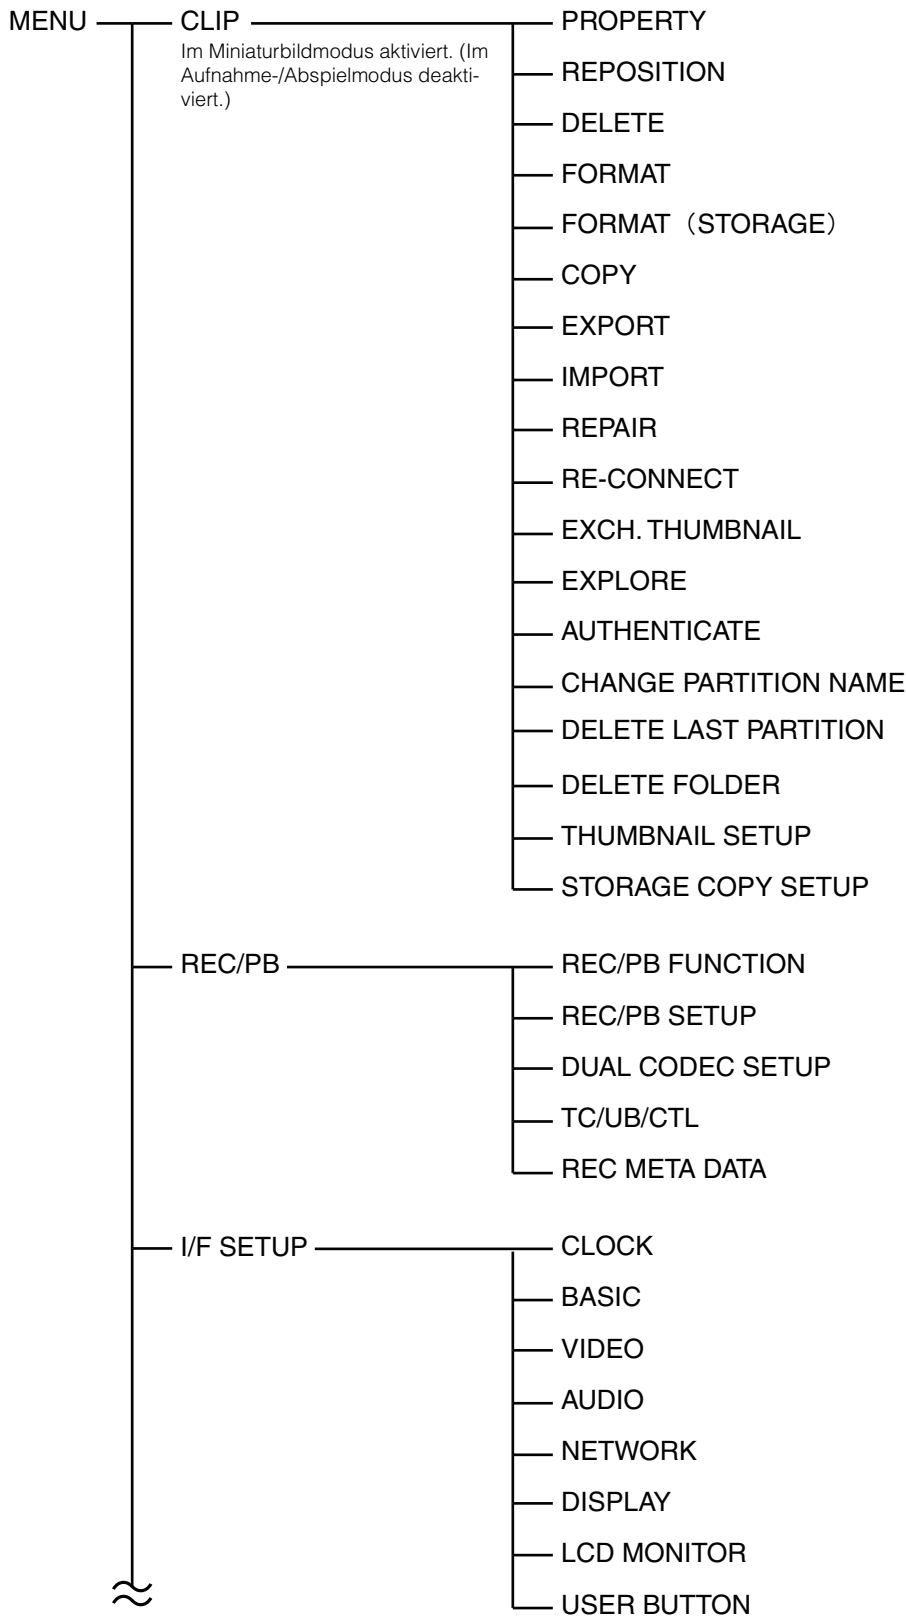 MENU CLIP PROPERTY
Im Miniaturbildmodus aktiviert. (Im
Aufnahme-/Abspielmodus deakti-
viert.)
REPOSITION
DELETE
FORMAT
FORMAT（STORAGE）
COPY
EXPORT
IMPORT
REPAIR
RE-CONNECT
EXCH. THUMBNAIL
EXPLORE
AUTHENTICATE
CHANGE PARTITION NAME
DELETE LAST PARTITION
DELETE FOLDER
THUMBNAIL SETUP
STORAGE COPY SETUP
REC/PB REC/PB FUNCTION
REC/PB SETUP
DUAL CODEC SETUP
TC/UB/CTL
REC META DATA
I/F SETUP CLOCK
BASIC
VIDEO
AUDIO
NETWORK
DISPLAY
LCD MONITOR
USER BUTTON